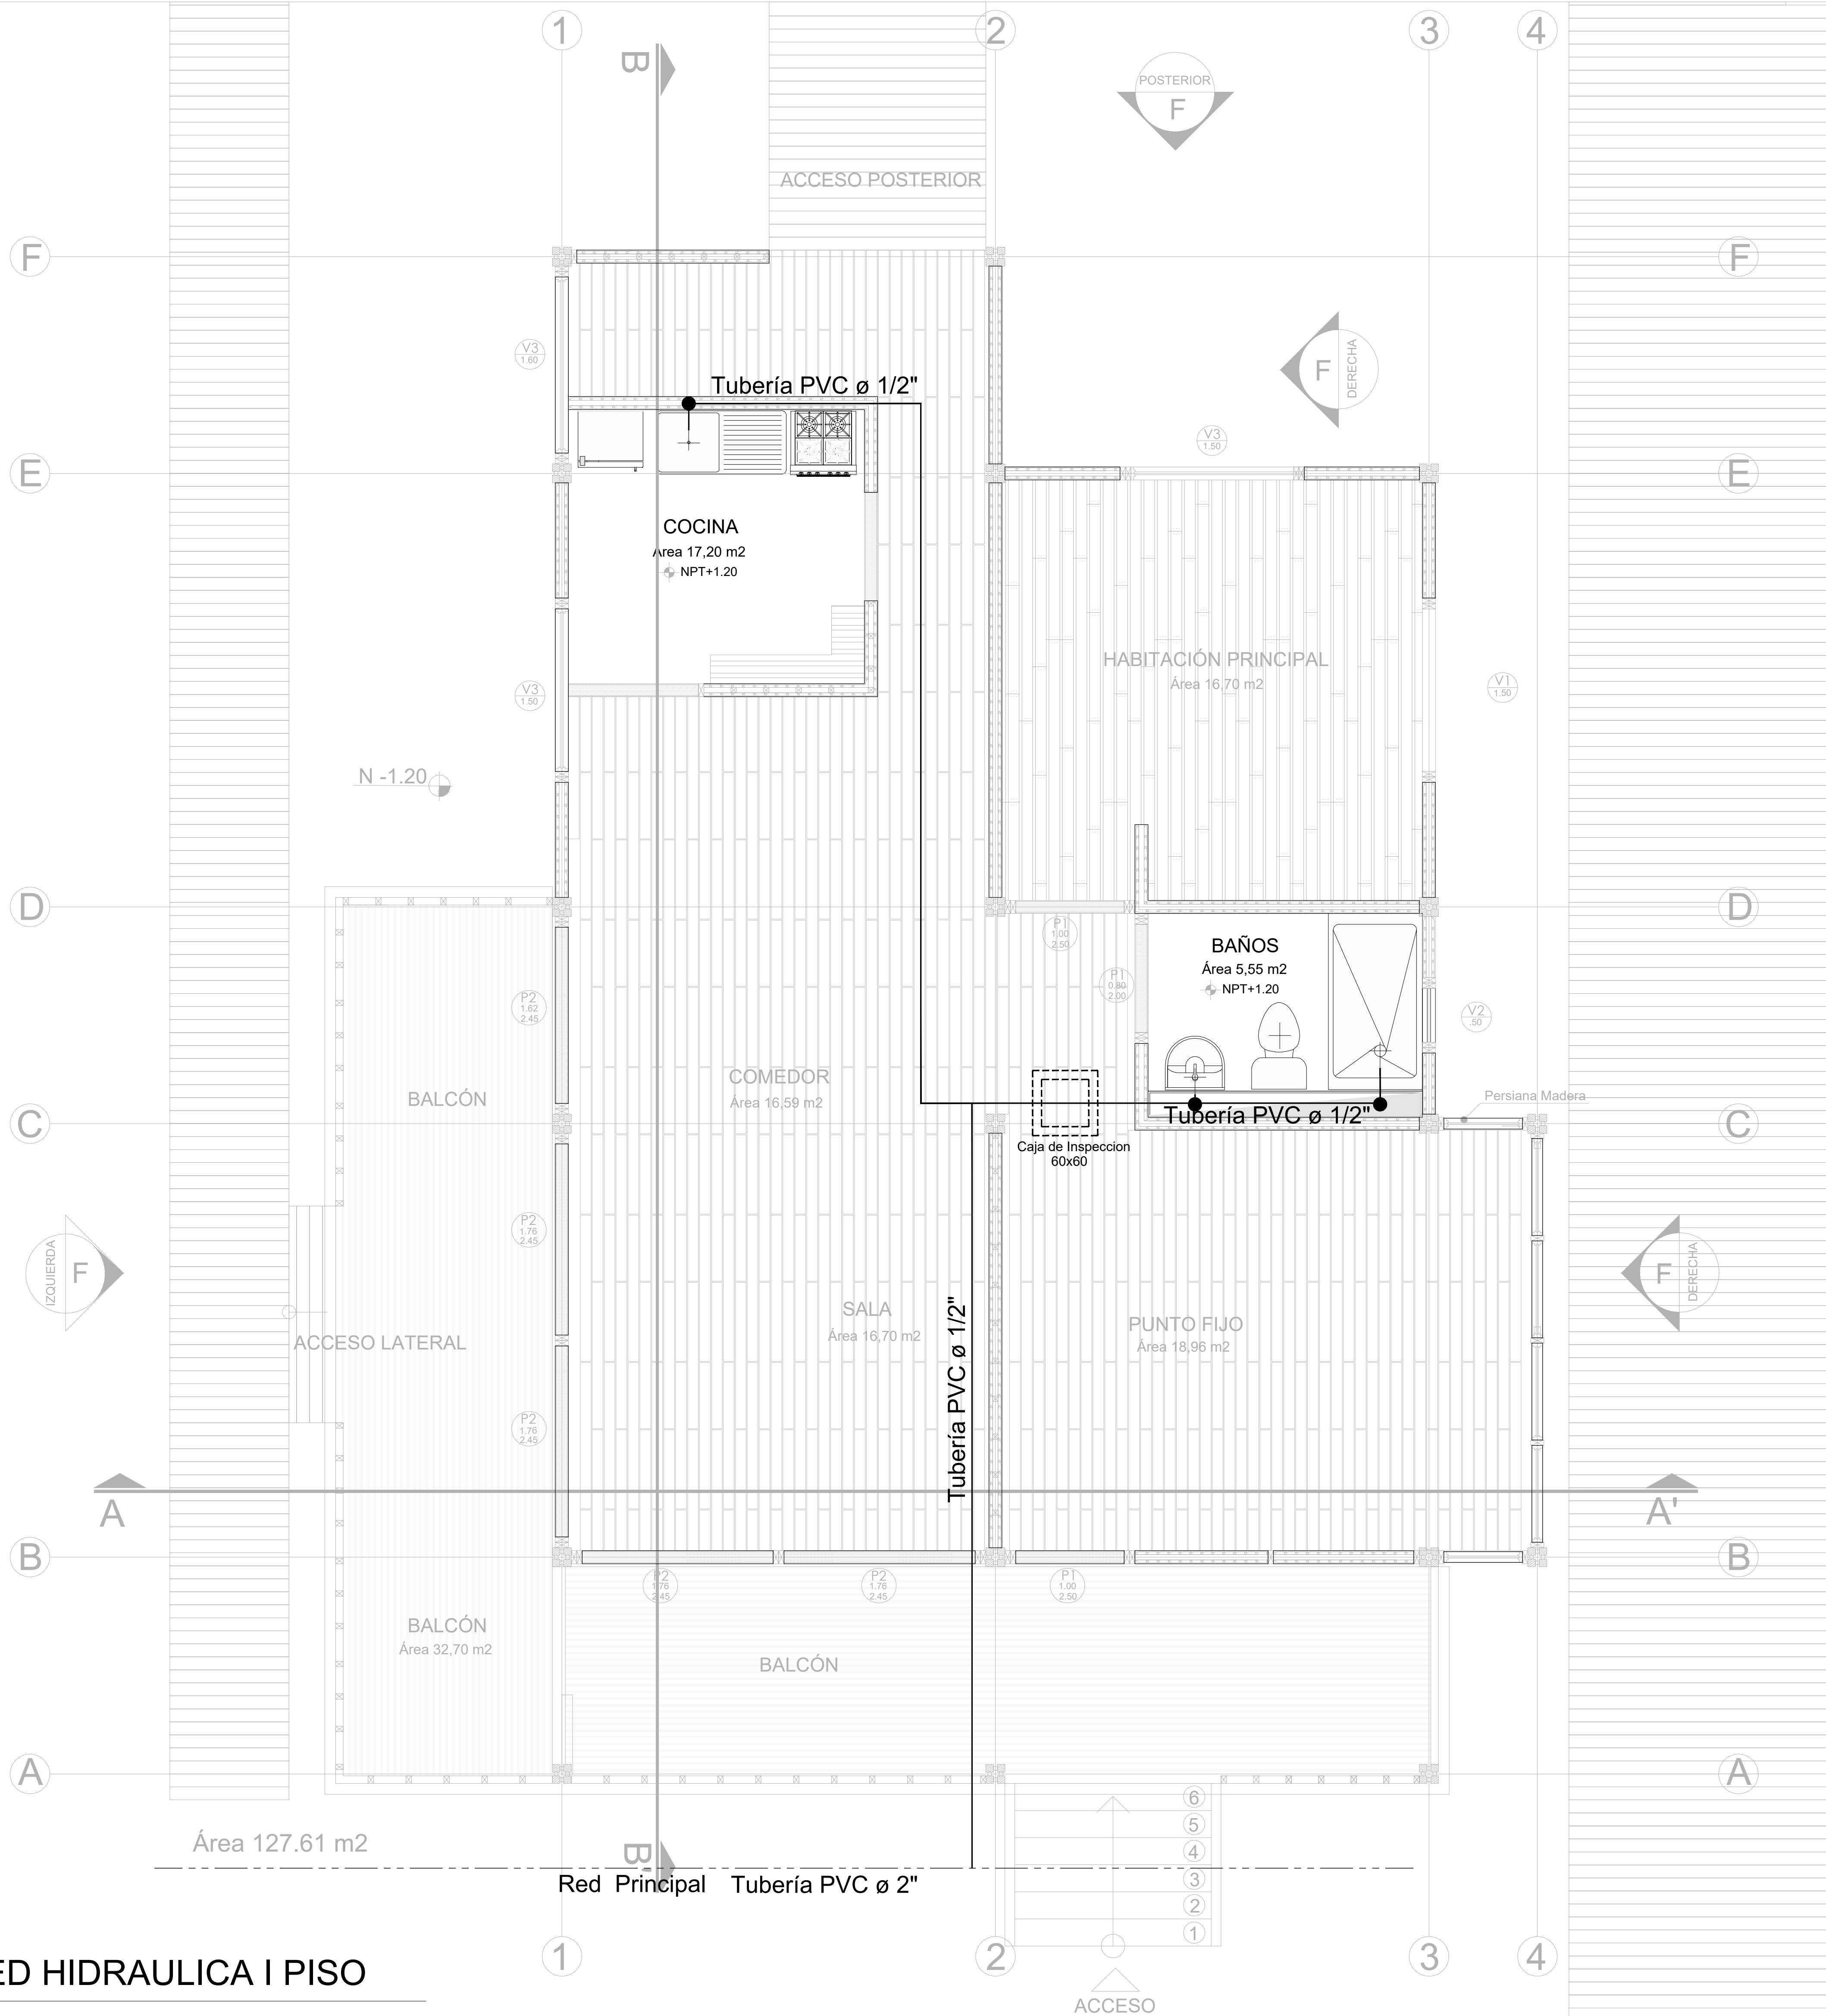 1
2
3
4
B
POSTERIOR
F
ACCESO POSTERIOR
F
F
V3
1.60
F
DERECHA
Tubería PVC ø 1/2"
V3
1.50
E
E
COCINA
Área 17,20 m2
NPT+1.20
HABITACIÓN PRINCIPAL
Área 16,70 m2
V3
1.50
V1
1.50
N -1.20
D
D
P1
1.00
2.50
BAÑOS
Área 5,55 m2
NPT+1.20
P1
0.80
2.00
P2
1.62
2.45
V2
.50
COMEDOR
Área 16,59 m2
BALCÓN
Persiana Madera
C
C
Tubería PVC ø 1/2"
Caja de Inspeccion
60x60
P2
1.76
2.45
IZQUIERDA
F
F
DERECHA
SALA
Área 16,70 m2
PUNTO FIJO
Área 18,96 m2
ACCESO LATERAL
Tubería PVC ø 1/2"
P2
1.76
2.45
A
A'
B
B
P2
1.76
2.45
P2
1.76
2.45
P1
1.00
2.50
BALCÓN
Área 32,70 m2
BALCÓN
A
A
6
5
4
3
2
1
Área 127.61 m2
B'
Red Principal Tubería PVC ø 2"
1
2
3
4
ED HIDRAULICA I PISO
ACCESO